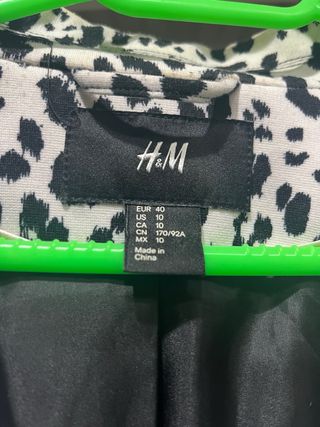 H&M
EUR 40
US 10
CA 10
CN 170/92A
MX 10
Made in
China